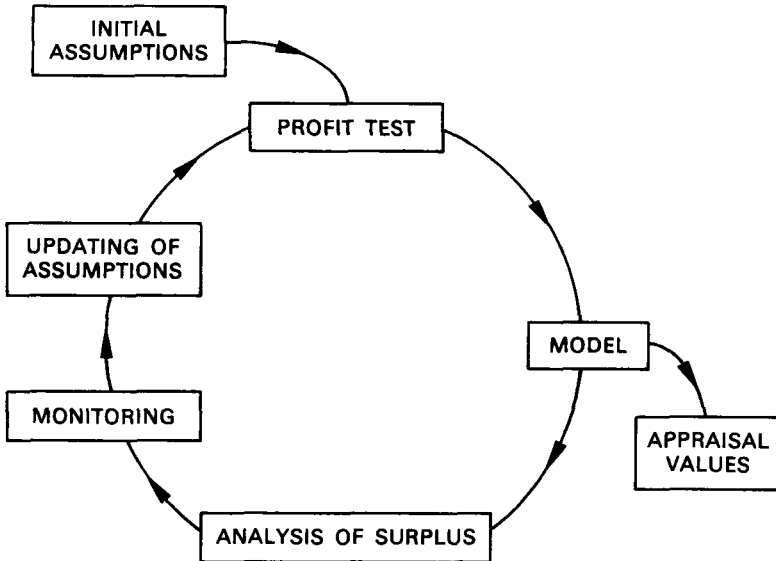 INITIAL
ASSUMPTIONS
PROFIT TEST
UPDATING OF
ASSUMPTIONS
MODEL
MONITORING
APPRAISAL
VALUES
ANALYSIS OF SURPLUS